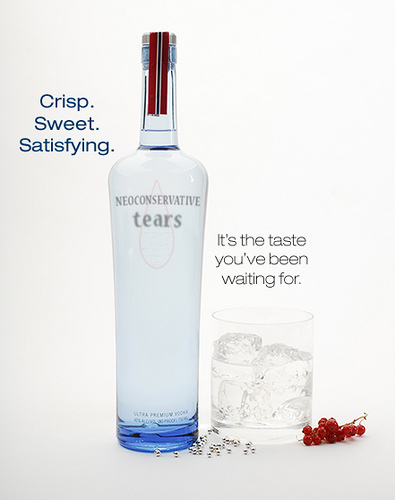 Crisp.
Sweet.
Satisfying.
NEOCONSERVATIVE
tears
It's the taste
you've been
waiting for.
ULTRA PREMIUM VODKA